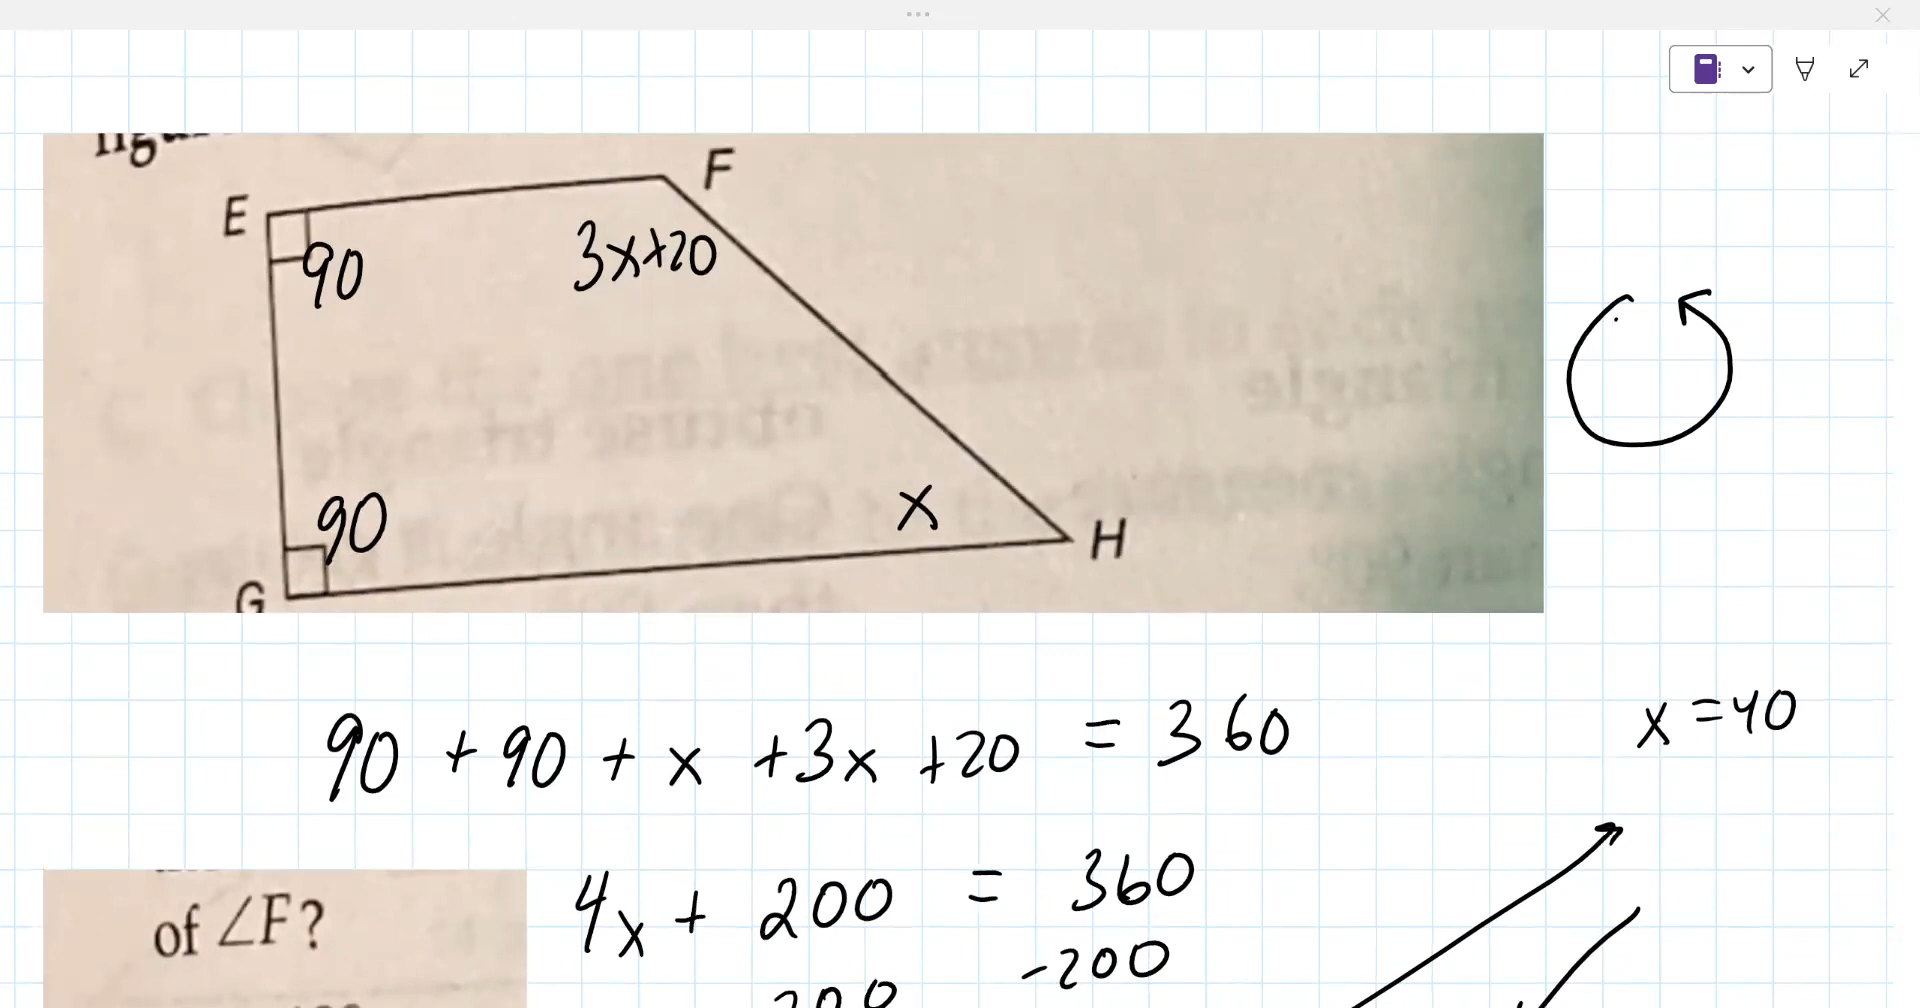 F
E
3x+20
90
90
x
H
G
90 + 90 + x + 3x + 20 = 360
x = 40
4x + 200 = 360
of ∠F?
-200